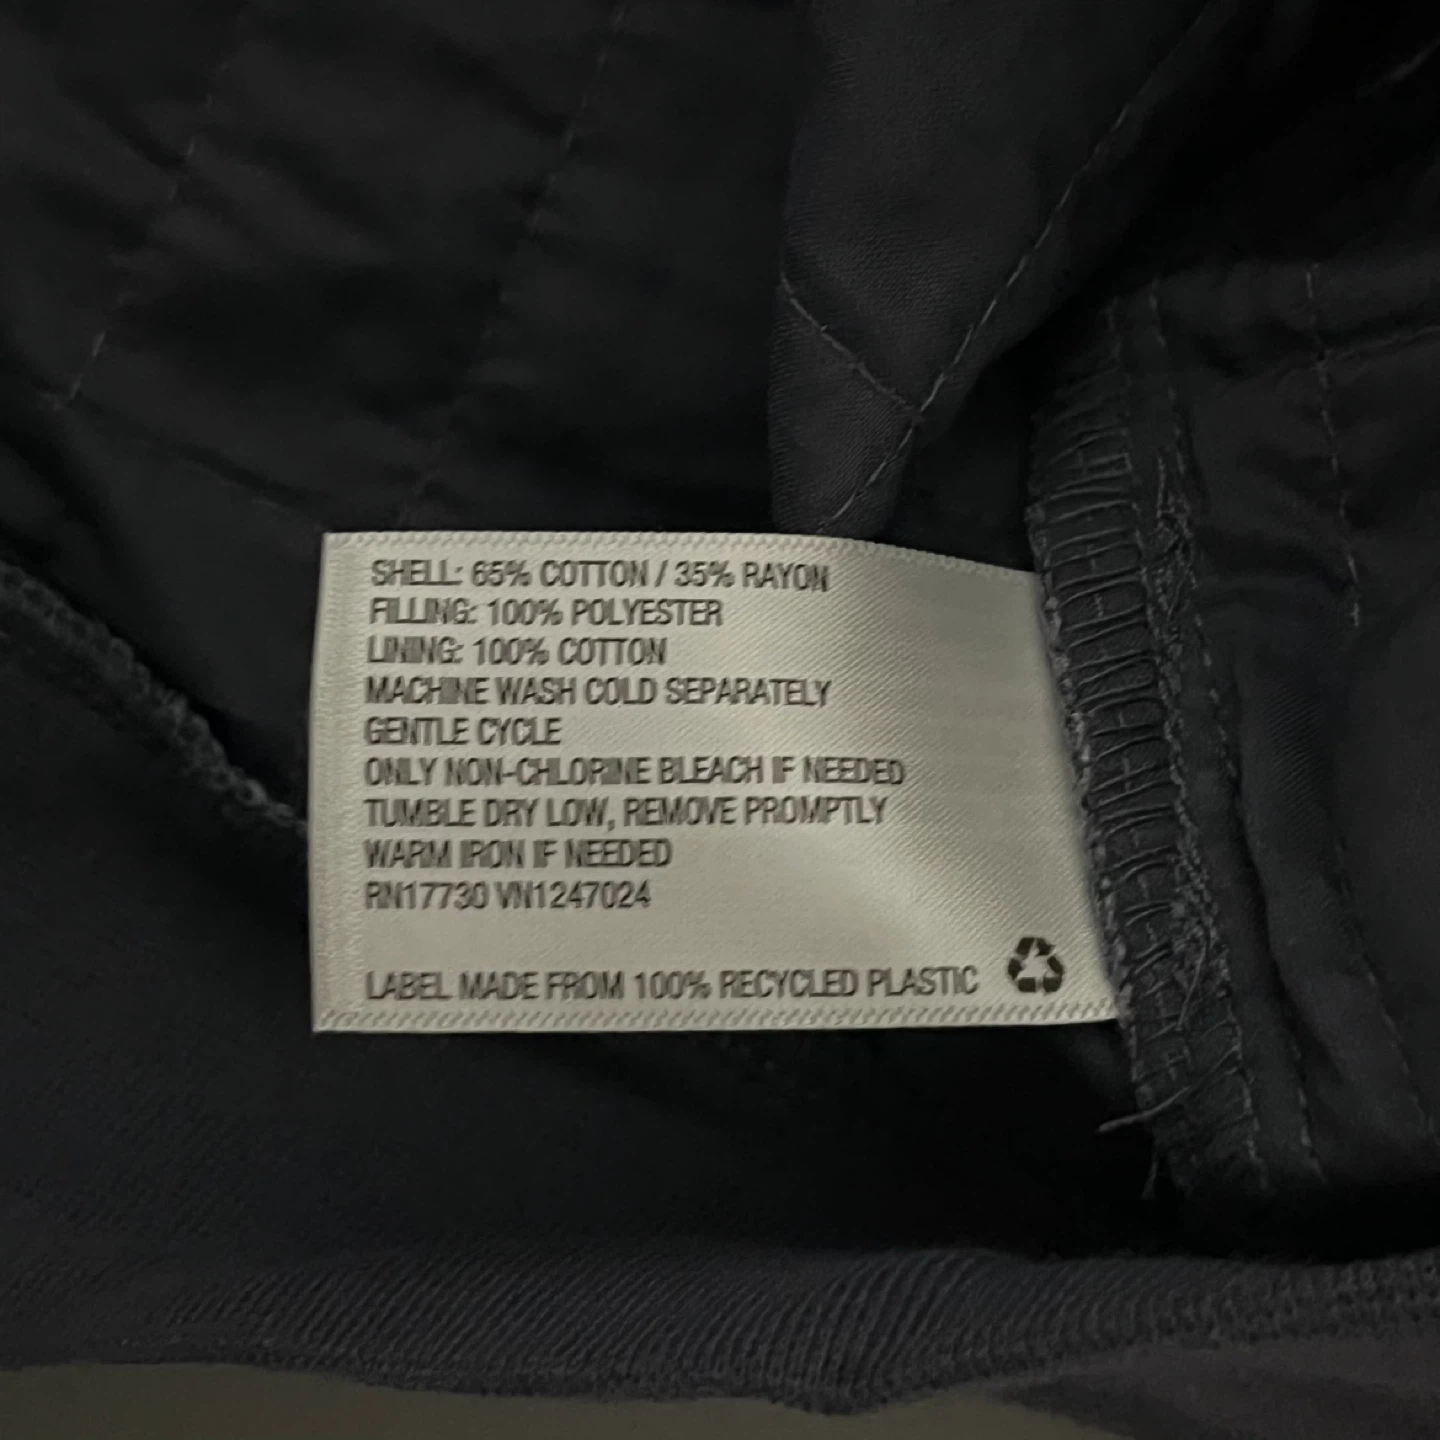 SHELL: 65% COTTON / 35% RAYON
FILLING: 100% POLYESTER
LINING: 100% COTTON
MACHINE WASH COLD SEPARATELY
GENTLE CYCLE
ONLY NON-CHLORINE BLEACH IF NEEDED
TUMBLE DRY LOW, REMOVE PROMPTLY
WARM IRON IF NEEDED
RN17730 VN1247024
LABEL MADE FROM 100% RECYCLED PLASTIC